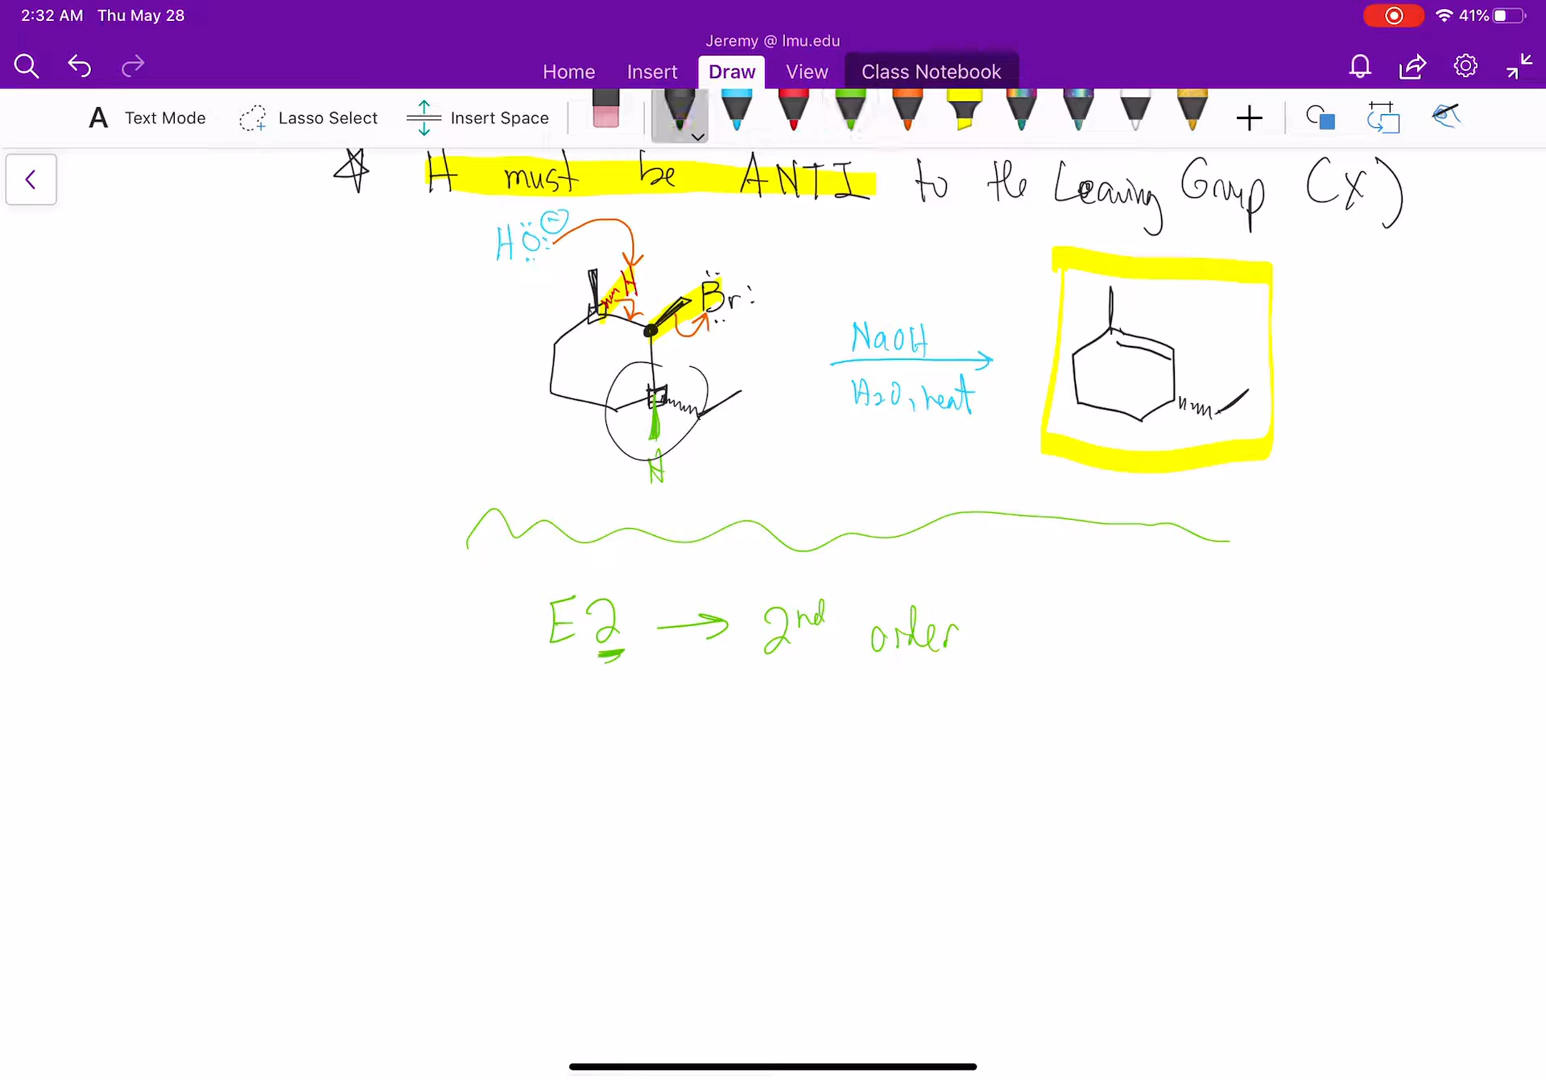 2:32 AM Thu May 28
41%
Jeremy @ lmu.edu
Home Insert Draw View Class Notebook
A Text Mode Lasso Select Insert Space
H must be ANTI to the Leaving Group (X)
HO:
H
Br:
NaOH
H₂O, heat
H
E2 → 2nd order